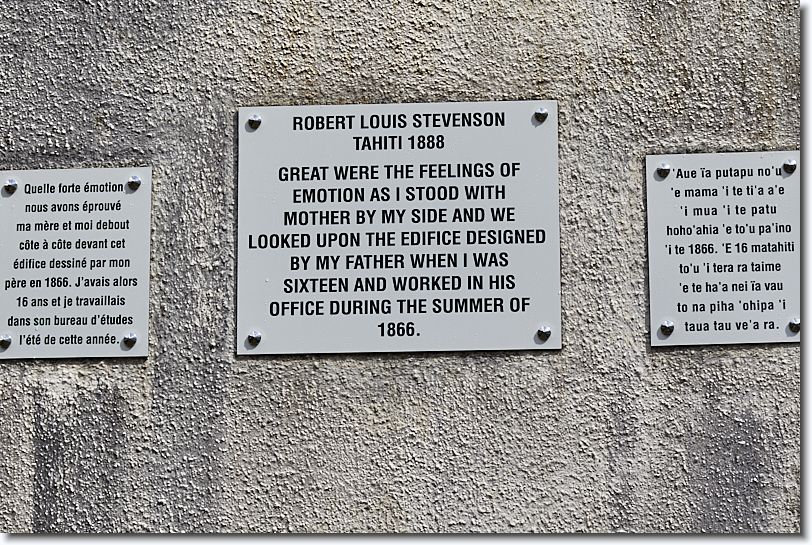 Quelle forte émotion
nous avons éprouvé
ma mère et moi debout
côte à côte devant cet
édifice dessiné par mon
père en 1866. J'avais alors
16 ans et je travaillais
dans son bureau d'études
l'été de cette année.
ROBERT LOUIS STEVENSON
TAHITI 1888
GREAT WERE THE FEELINGS OF
EMOTION AS I STOOD WITH
MOTHER BY MY SIDE AND WE
LOOKED UPON THE EDIFICE DESIGNED
BY MY FATHER WHEN I WAS
SIXTEEN AND WORKED IN HIS
OFFICE DURING THE SUMMER OF
1866.
'Aue ïa putapu no'u
'e mama 'i te ti'a a'e
'i mua 'i te patu
hoho'ahia 'e to'u pa'ino
'i te 1866. 'E 16 matahiti
to'u 'i tera ra taime
'e te ha'a nei ïa vau
to na piha 'ohipa 'i
taua tau ve'a ra.